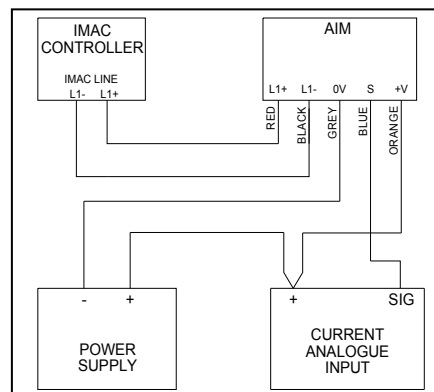 IMAC
CONTROLLER
IMAC LINE
L1- L1+
AIM
L1+ L1- 0V S +V
RED
BLACK
GREY
BLUE
ORANGE
- +
POWER
SUPPLY
+ SIG
CURRENT
ANALOGUE
INPUT